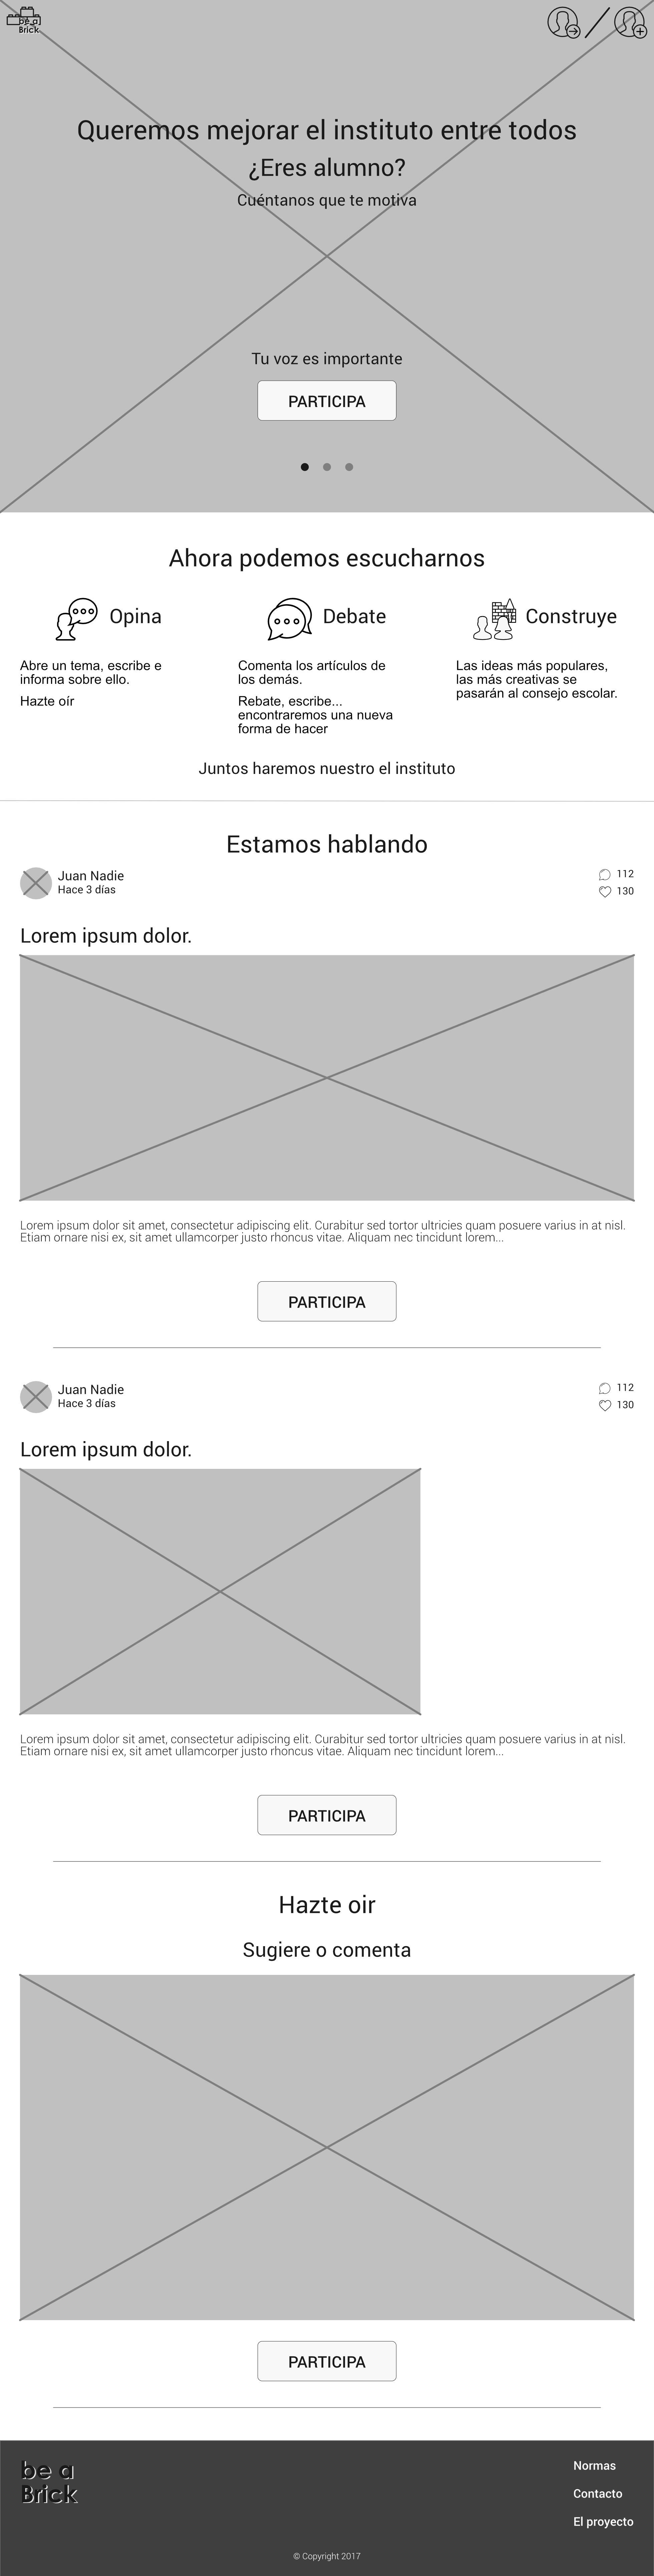 be a
Brick
Queremos mejorar el instituto entre todos
¿Eres alumno?
Cuéntanos que te motiva
Tu voz es importante
PARTICIPA
Ahora podemos escucharnos
Opina
Abre un tema, escribe e
informa sobre ello.
Hazte oír
Debate
Comenta los artículos de
los demás.
Rebate, escribe...
encontraremos una nueva
forma de hacer
Construye
Las ideas más populares,
las más creativas se
pasarán al consejo escolar.
Juntos haremos nuestro el instituto
Estamos hablando
Juan Nadie
Hace 3 días
112
130
Lorem ipsum dolor.
Lorem ipsum dolor sit amet, consectetur adipiscing elit. Curabitur sed tortor ultricies quam posuere varius in at nisl.
Etiam ornare nisi ex, sit amet ullamcorper justo rhoncus vitae. Aliquam nec tincidunt lorem...
PARTICIPA
Juan Nadie
Hace 3 días
112
130
Lorem ipsum dolor.
Lorem ipsum dolor sit amet, consectetur adipiscing elit. Curabitur sed tortor ultricies quam posuere varius in at nisl.
Etiam ornare nisi ex, sit amet ullamcorper justo rhoncus vitae. Aliquam nec tincidunt lorem...
PARTICIPA
Hazte oir
Sugiere o comenta
PARTICIPA
be a
Brick
Normas
Contacto
El proyecto
© Copyright 2017